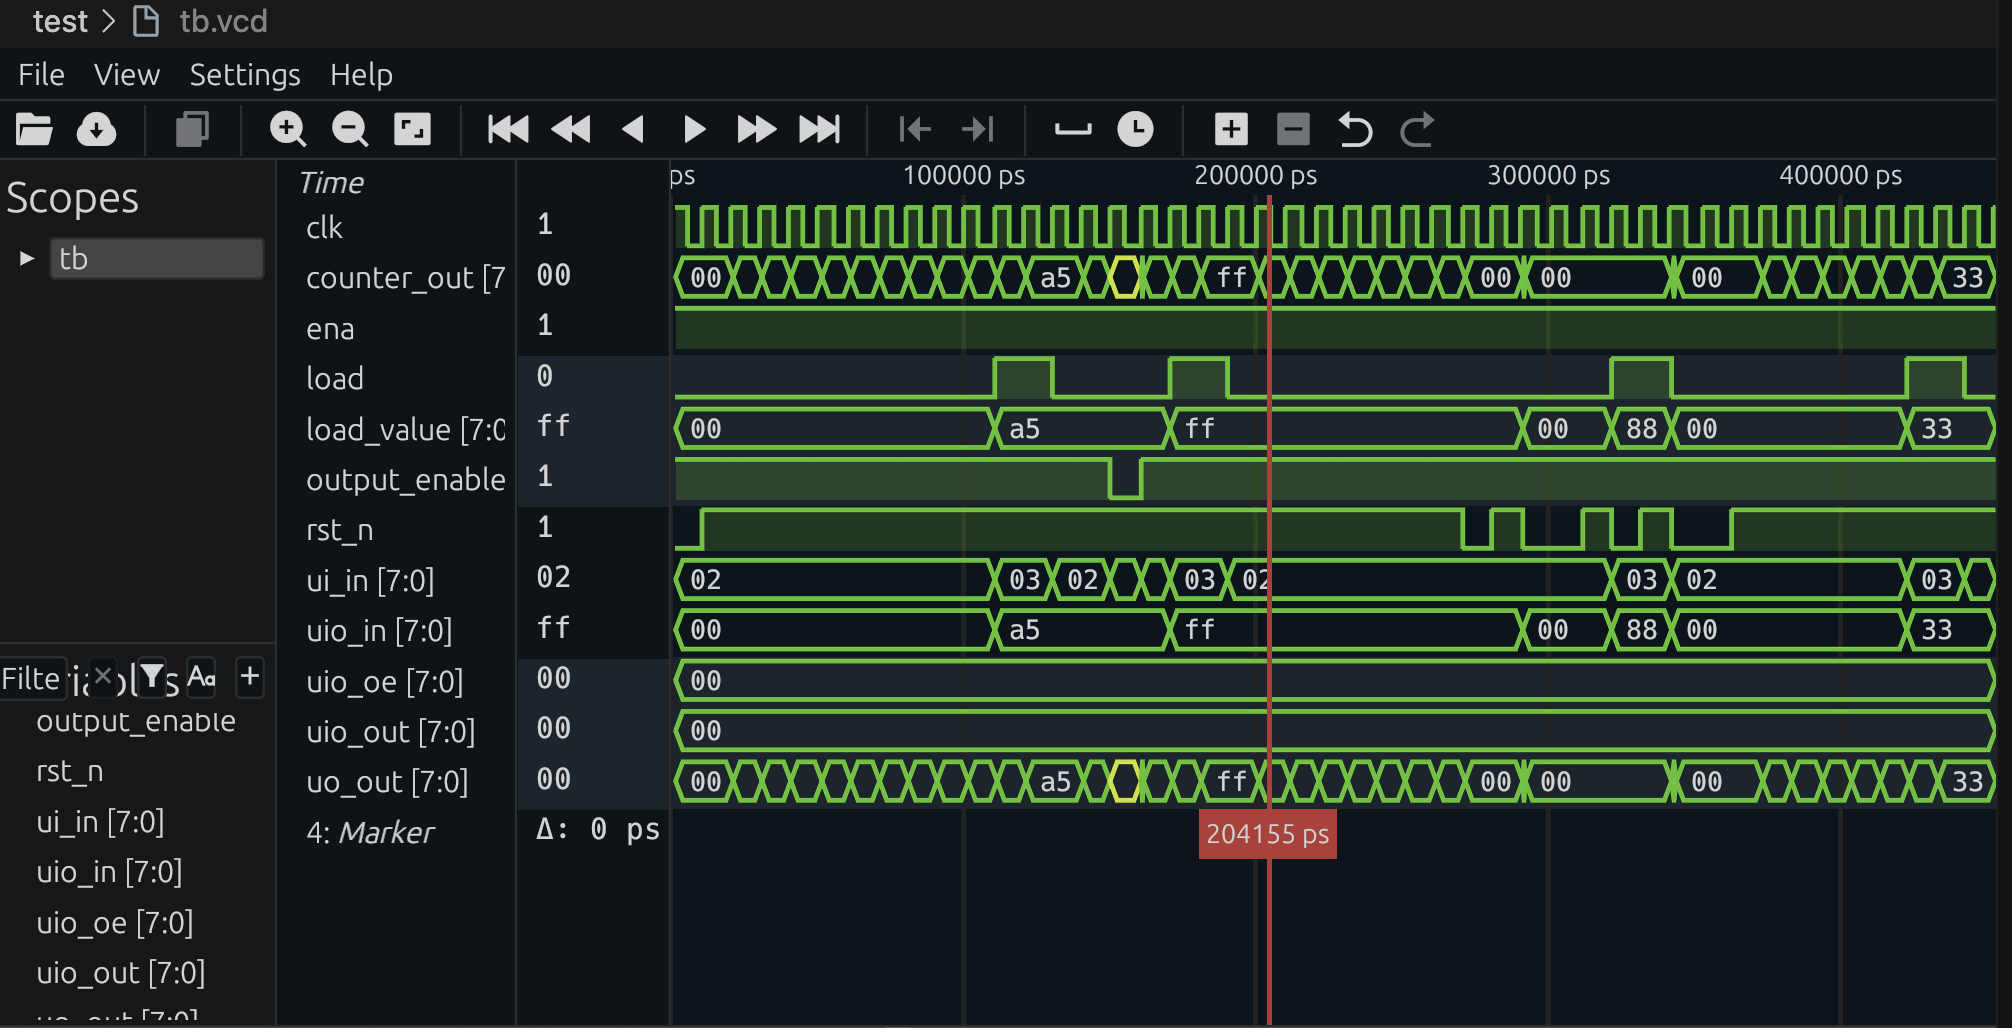 test > tb.vcd
File View Settings Help
Scopes
tb
Filte
output_enable
rst_n
ui_in [7:0]
uio_in [7:0]
uio_oe [7:0]
uio_out [7:0]
Time
ps 100000 ps 200000 ps 300000 ps 400000 ps
clk 1
counter_out [7 00 00 a5 ff 00 00 00 33
ena 1
load 0
load_value [7:0 ff 00 a5 ff 00 88 00 33
output_enable 1
rst_n 1
ui_in [7:0] 02 02 03 02 03 02 03 02 03
uio_in [7:0] ff 00 a5 ff 00 88 00 33
uio_oe [7:0] 00 00
uio_out [7:0] 00 00
uo_out [7:0] 00 00 a5 ff 00 00 00 33
4: Marker Δ: 0 ps 204155 ps